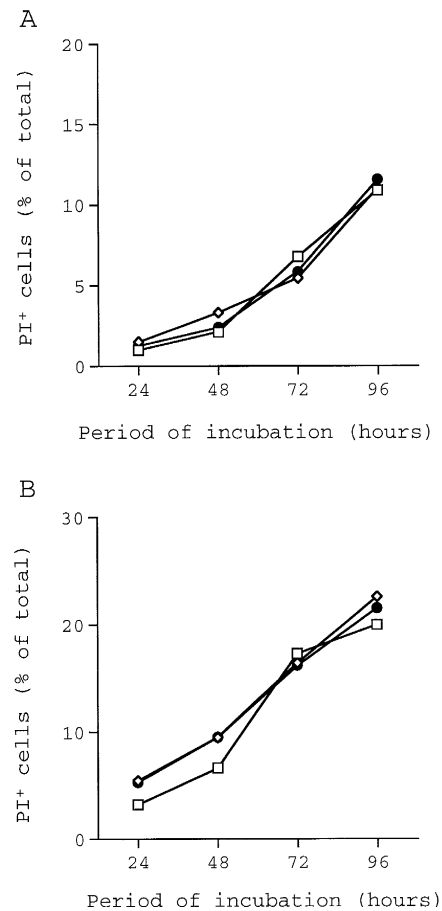 A
PI⁺ cells (% of total)
20
15
10
5
0
24 48 72 96
Period of incubation (hours)
B
PI⁺ cells (% of total)
30
20
10
0
24 48 72 96
Period of incubation (hours)